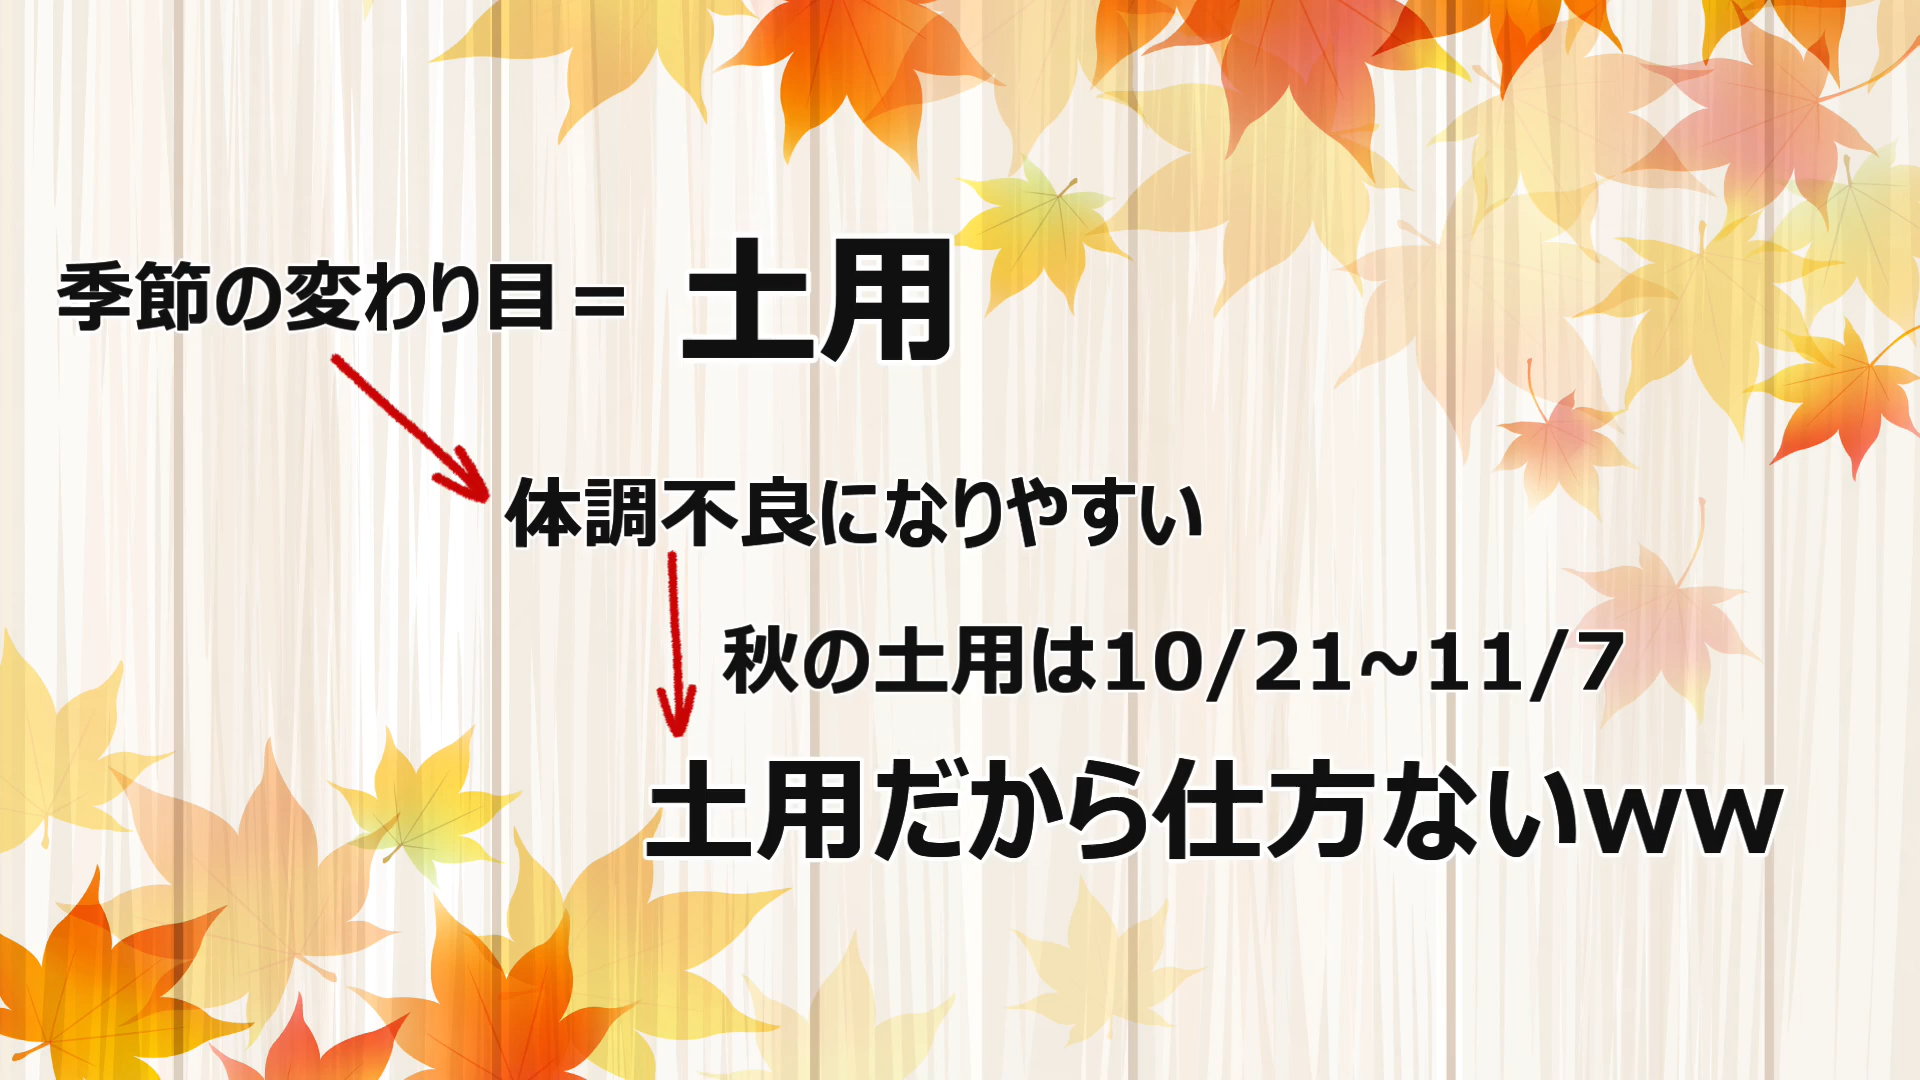 季節の変わり目＝ 土用
体調不良になりやすい
秋の土用は10/21~11/7
土用だから仕方ないww